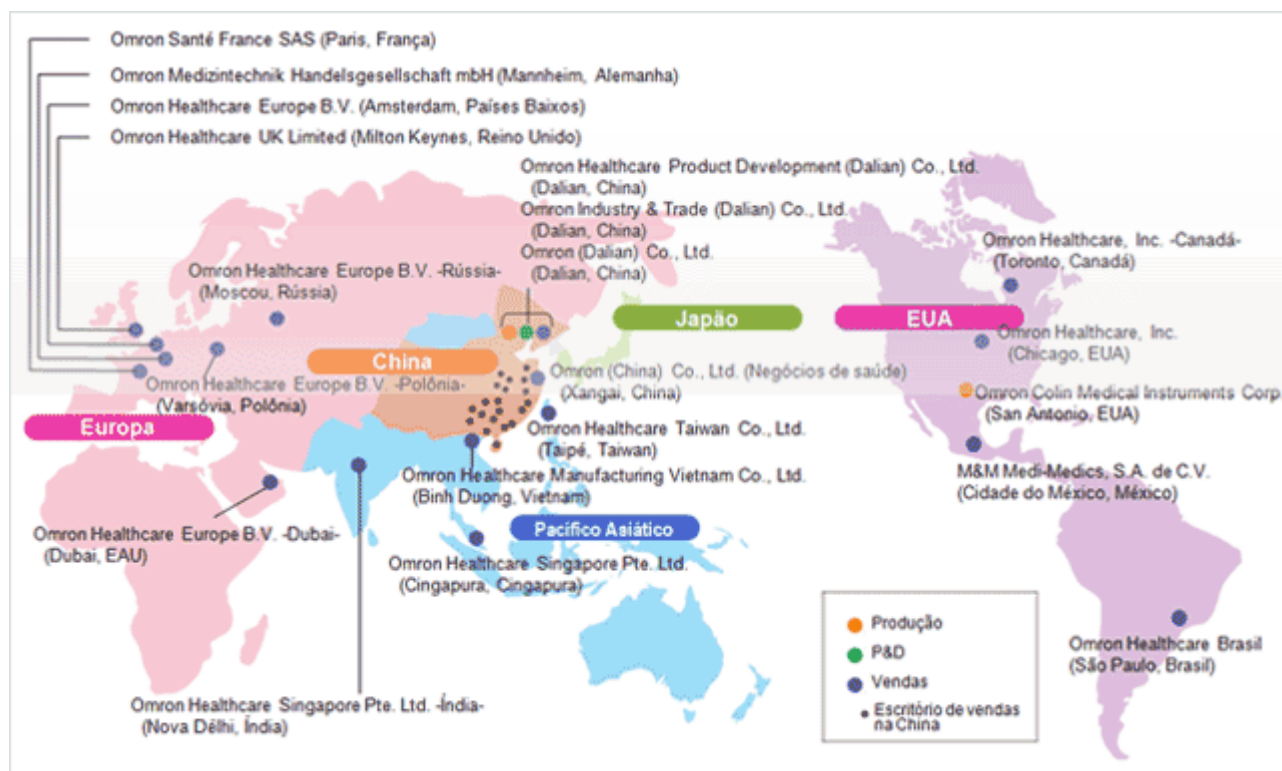 Omron Santé France SAS (Paris, França)
Omron Medizintechnik Handelsgesellschaft mbH (Mannheim, Alemanha)
Omron Healthcare Europe B.V. (Amsterdam, Países Baixos)
Omron Healthcare UK Limited (Milton Keynes, Reino Unido)
Omron Healthcare Product Development (Dalian) Co., Ltd.
(Dalian, China)
Omron Industry & Trade (Dalian) Co., Ltd.
(Dalian, China)
Omron (Dalian) Co., Ltd.
(Dalian, China)
Omron Healthcare, Inc. -Canadá-
(Toronto, Canadá)
Omron Healthcare Europe B.V. -Rússia-
(Moscou, Rússia)
Japão
EUA
China
Omron Healthcare, Inc.
(Chicago, EUA)
Omron (China) Co., Ltd. (Negócios de saúde)
(Xangai, China)
Omron Healthcare Europe B.V. -Polônia-
(Varsóvia, Polônia)
Omron Colin Medical Instruments Corp.
(San Antonio, EUA)
Europa
Omron Healthcare Taiwan Co., Ltd.
(Taipé, Taiwan)
Omron Healthcare Manufacturing Vietnam Co., Ltd.
(Binh Duong, Vietnam)
M&M Medi-Medics, S.A. de C.V.
(Cidade do México, México)
Omron Healthcare Europe B.V. -Dubai-
(Dubai, EAU)
Pacífico Asiático
Omron Healthcare Singapore Pte. Ltd.
(Cingapura, Cingapura)
Produção
P&D
Vendas
Escritório de vendas
na China
Omron Healthcare Brasil
(São Paulo, Brasil)
Omron Healthcare Singapore Pte. Ltd. -Índia-
(Nova Délhi, Índia)